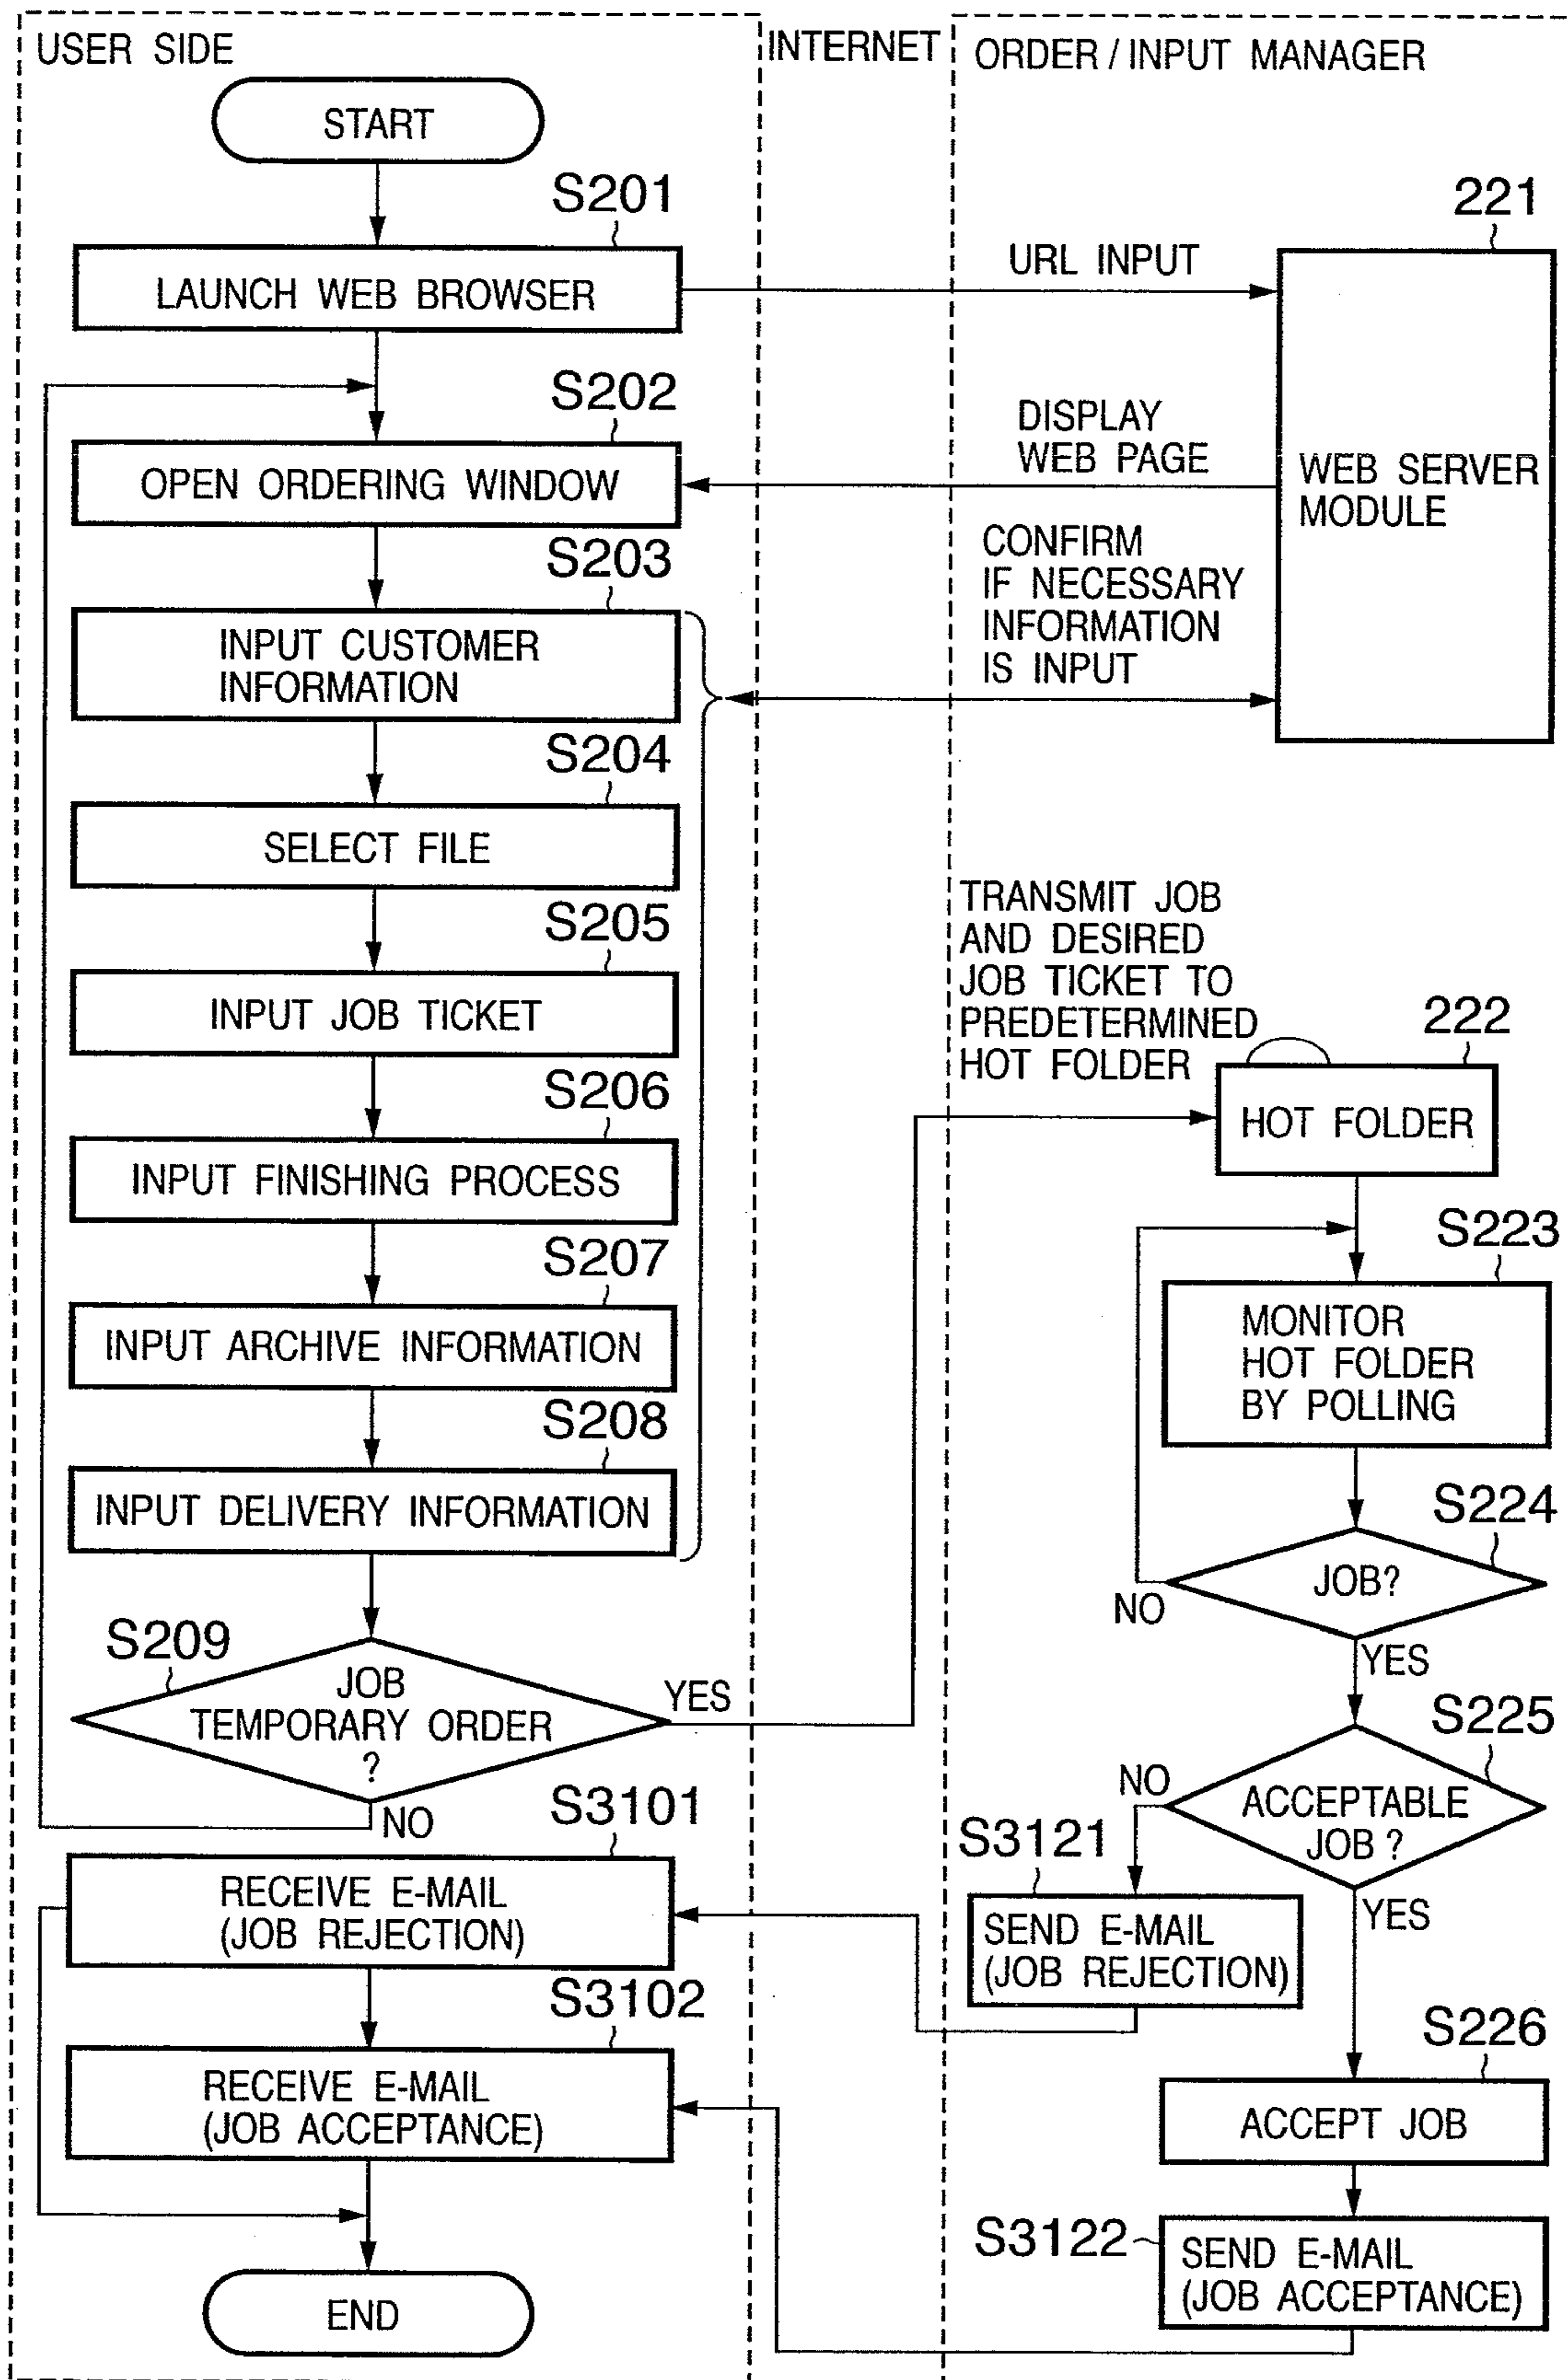 USER SIDE
START
S201
LAUNCH WEB BROWSER
S202
OPEN ORDERING WINDOW
S203
INPUT CUSTOMER
INFORMATION
S204
SELECT FILE
S205
INPUT JOB TICKET
S206
INPUT FINISHING PROCESS
S207
INPUT ARCHIVE INFORMATION
S208
INPUT DELIVERY INFORMATION
S209
JOB
TEMPORARY ORDER
?
YES
NO
S3101
RECEIVE E-MAIL
(JOB REJECTION)
S3102
RECEIVE E-MAIL
(JOB ACCEPTANCE)
END
INTERNET
ORDER / INPUT MANAGER
221
URL INPUT
DISPLAY
WEB PAGE
WEB SERVER
MODULE
CONFIRM
IF NECESSARY
INFORMATION
IS INPUT
TRANSMIT JOB
AND DESIRED
JOB TICKET TO
PREDETERMINED
HOT FOLDER
222
HOT FOLDER
S223
MONITOR
HOT FOLDER
BY POLLING
S224
JOB?
NO
YES
S225
ACCEPTABLE
JOB ?
NO
YES
S3121
SEND E-MAIL
(JOB REJECTION)
S226
ACCEPT JOB
S3122
SEND E-MAIL
(JOB ACCEPTANCE)